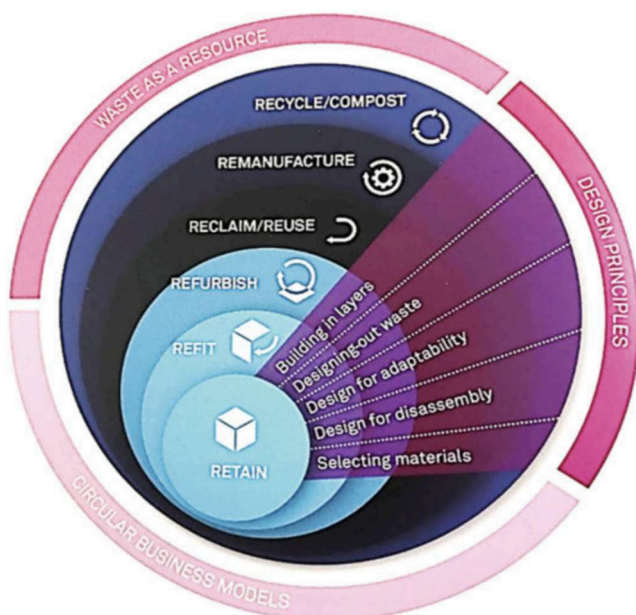 WASTE AS A RESOURCE
DESIGN PRINCIPLES
CIRCULAR BUSINESS MODELS
RECYCLE/COMPOST
REMANUFACTURE
RECLAIM/REUSE
REFURBISH
REFIT
RETAIN
Building in layers
Designing-out waste
Design for adaptability
Design for disassembly
Selecting materials